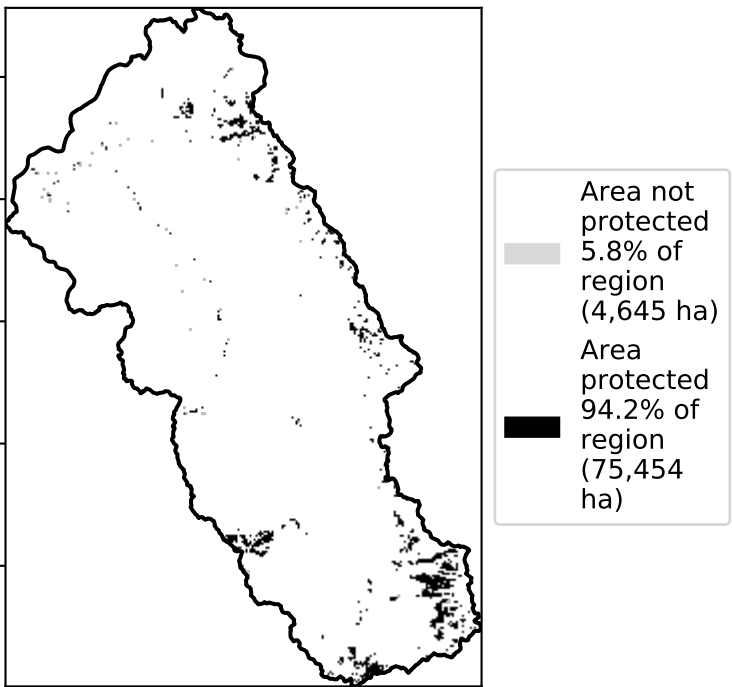 Area not
protected
5.8% of
region
(4,645 ha)
Area
protected
94.2% of
region
(75,454
ha)